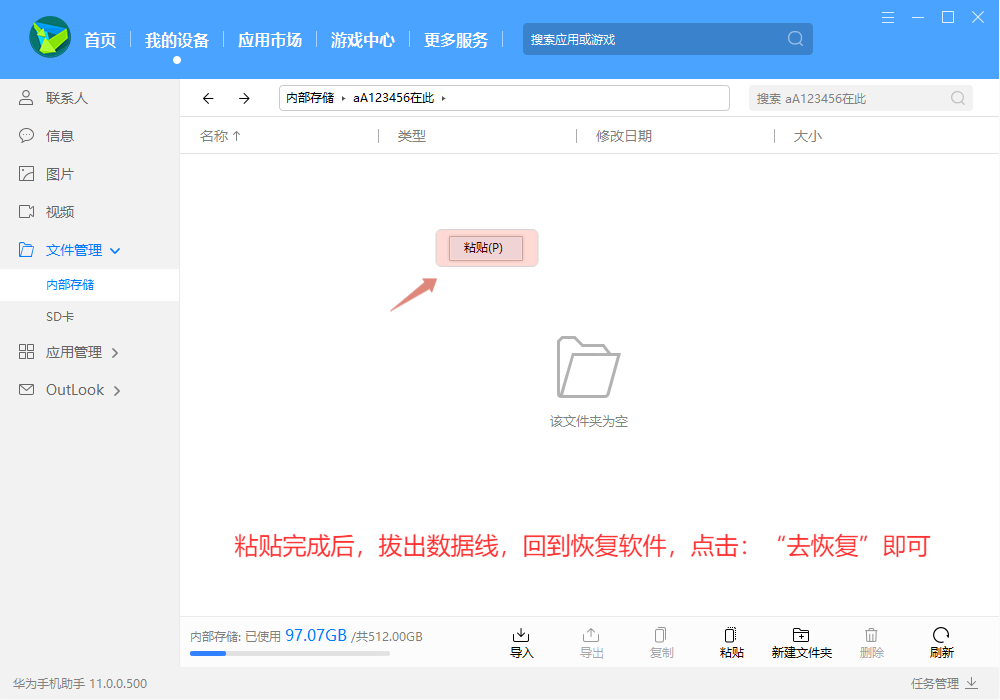 首页 我的设备 应用市场 游戏中心 更多服务 搜索应用或游戏
联系人
信息
图片
视频
文件管理
内部存储
SD卡
应用管理
OutLook
内部存储 aA123456在此
搜索 aA123456在此
名称 类型 修改日期 大小
粘贴(P)
该文件夹为空
粘贴完成后，拔出数据线，回到恢复软件，点击：“去恢复”即可
内部存储: 已使用 97.07GB /共512.00GB
导入 导出 复制 粘贴 新建文件夹 删除 刷新
华为手机助手 11.0.0.500
任务管理